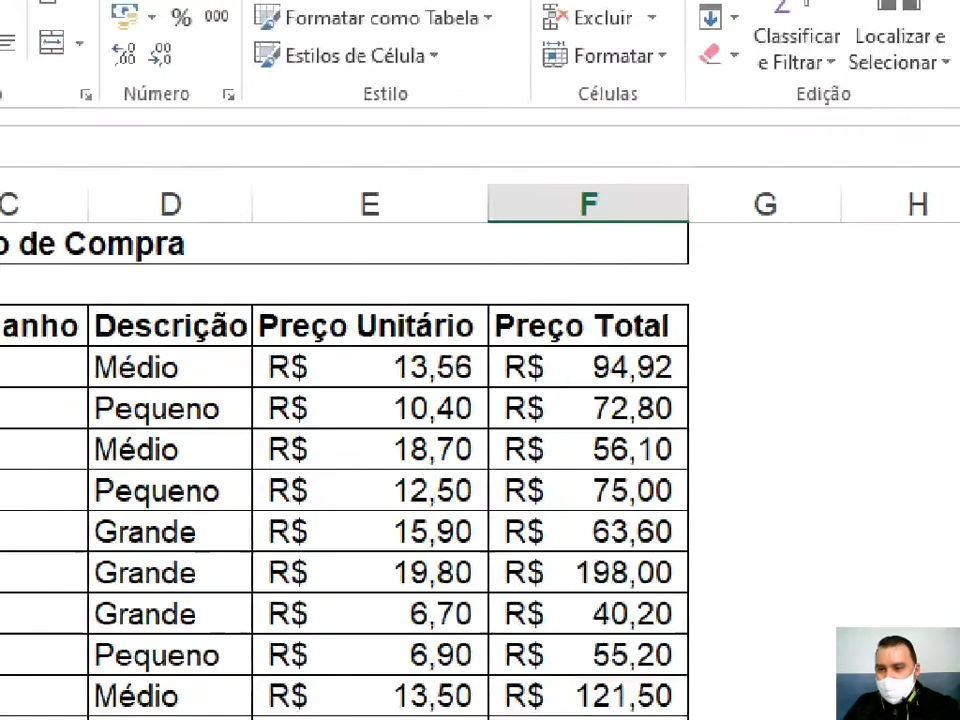 % 000 Formatar como Tabela Excluir
Estilos de Célula Formatar Classificar e Filtrar Localizar e Selecionar
Número Estilo Células Edição
C D E F G H
o de Compra
anho Descrição Preço Unitário Preço Total
Médio R$ 13,56 R$ 94,92
Pequeno R$ 10,40 R$ 72,80
Médio R$ 18,70 R$ 56,10
Pequeno R$ 12,50 R$ 75,00
Grande R$ 15,90 R$ 63,60
Grande R$ 19,80 R$ 198,00
Grande R$ 6,70 R$ 40,20
Pequeno R$ 6,90 R$ 55,20
Médio R$ 13,50 R$ 121,50